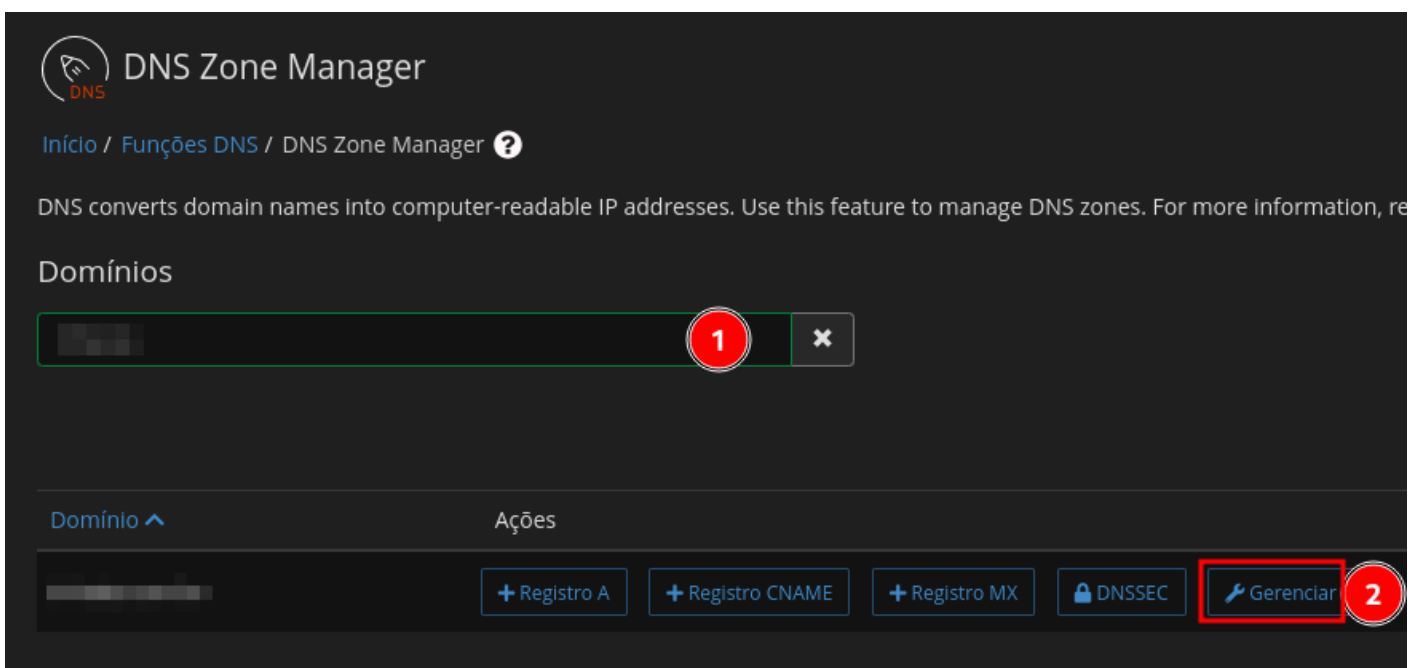 DNS
DNS Zone Manager
Início / Funções DNS / DNS Zone Manager ?
DNS converts domain names into computer-readable IP addresses. Use this feature to manage DNS zones. For more information, re
Domínios
1
Domínio Ações
Registro A Registro CNAME Registro MX DNSSEC Gerenciar 2